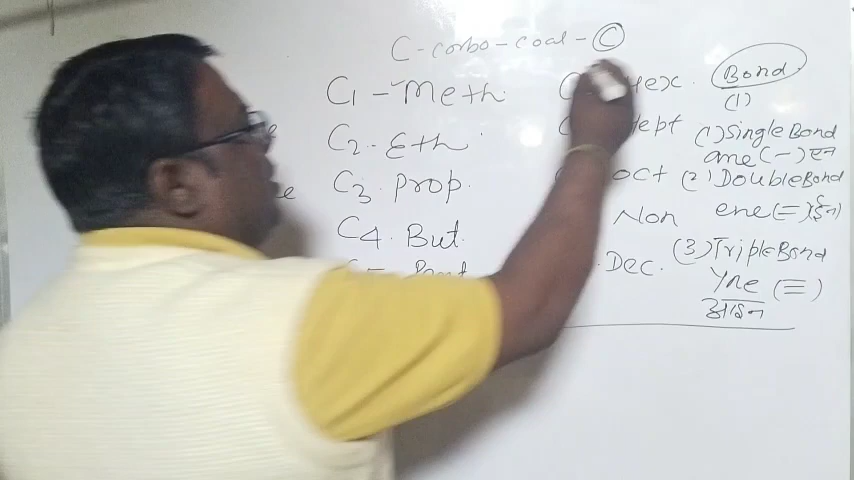 C-corbo-coal-C
C1-Meth
C2. Eth
C3 Prop.
C4. But.
Hex.
Hept
Oct
Non
Dec.
Bond
(1)
(1) Single Bond
ane (-) एन
(2) Double Bond
ene (=) ईन
(3) Triple Bond
Yne (≡)
आइन